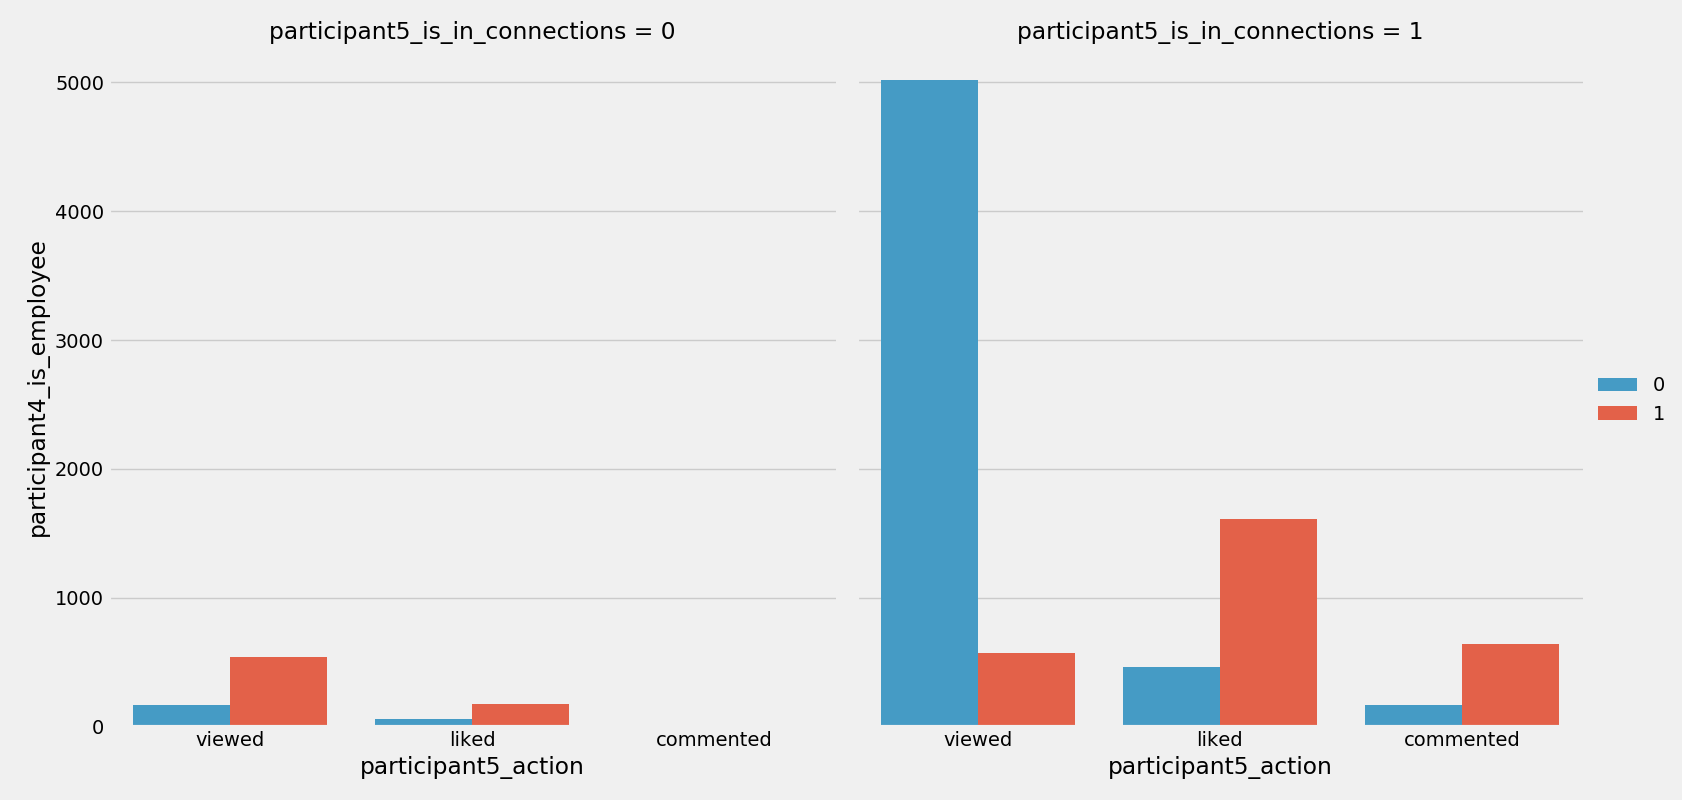 participant5_is_in_connections = 0
participant5_is_in_connections = 1
participant4_is_employee
5000
4000
3000
2000
1000
0
viewed liked commented
participant5_action
viewed liked commented
participant5_action
0
1